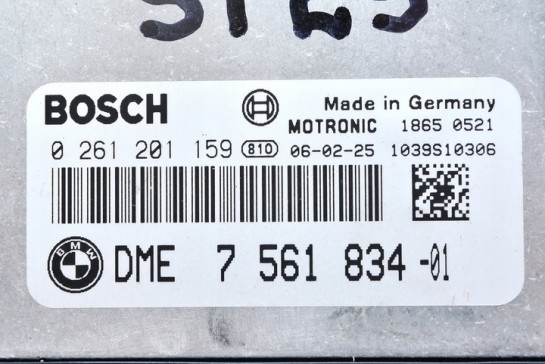 BOSCH
Made in Germany
MOTRONIC 1865 0521
0 261 201 159 810 06-02-25 1039S10306
BMW DME 7 561 834 -01